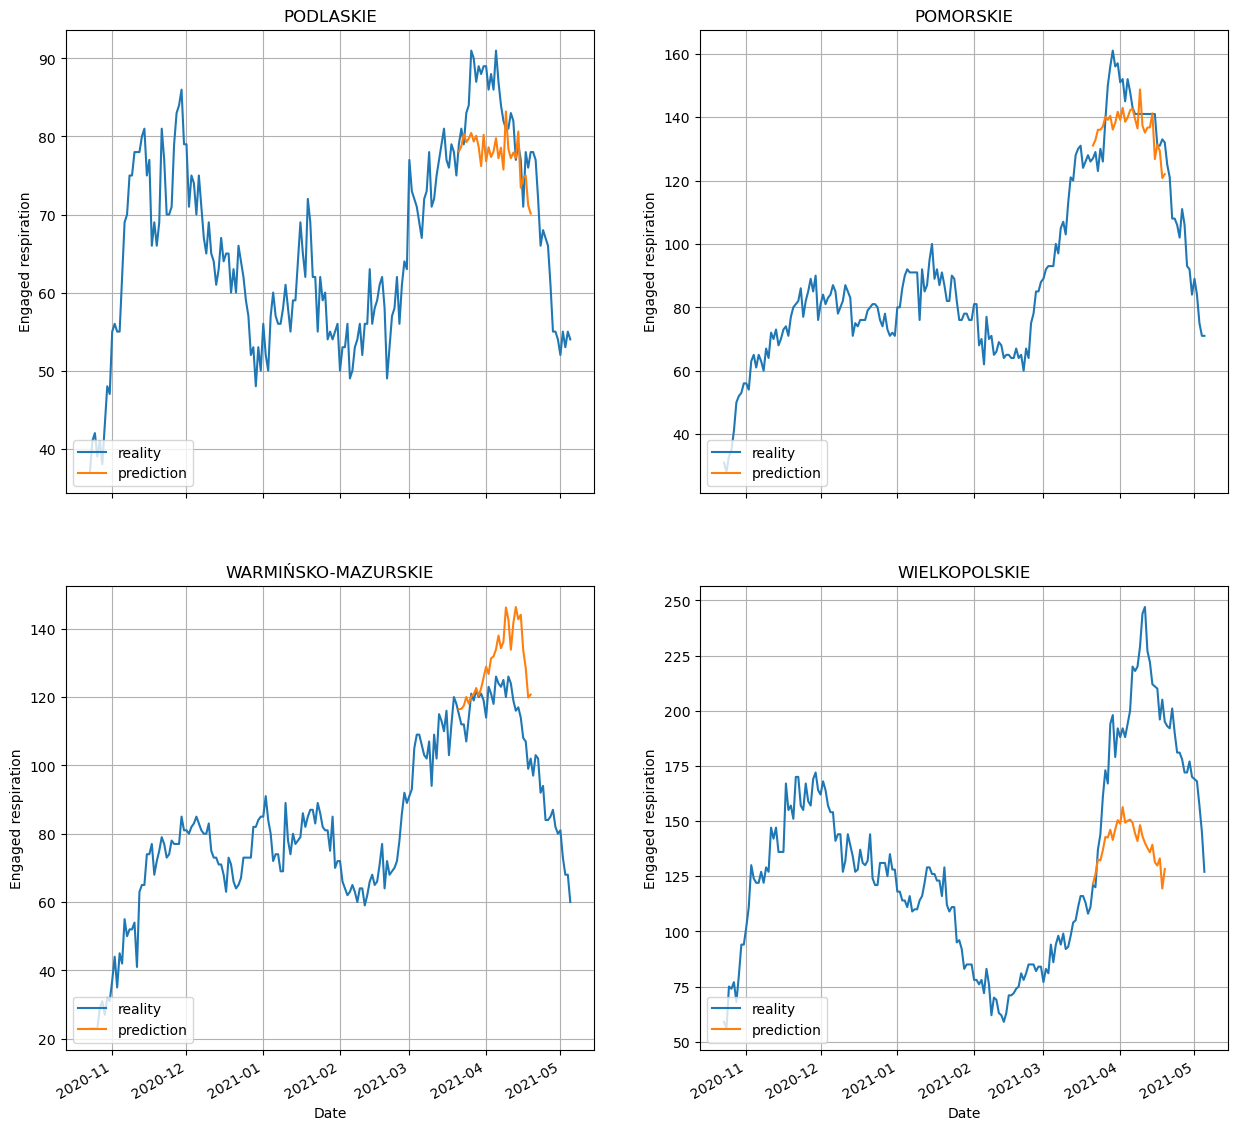 PODLASKIE
Engaged respiration
90
80
70
60
50
40
reality
prediction
POMORSKIE
Engaged respiration
160
140
120
100
80
60
40
reality
prediction
WARMIŃSKO-MAZURSKIE
Engaged respiration
140
120
100
80
60
40
20
reality
prediction
2020-11
2020-12
2021-01
2021-02
2021-03
2021-04
2021-05
Date
WIELKOPOLSKIE
Engaged respiration
250
225
200
175
150
125
100
75
50
reality
prediction
2020-11
2020-12
2021-01
2021-02
2021-03
2021-04
2021-05
Date